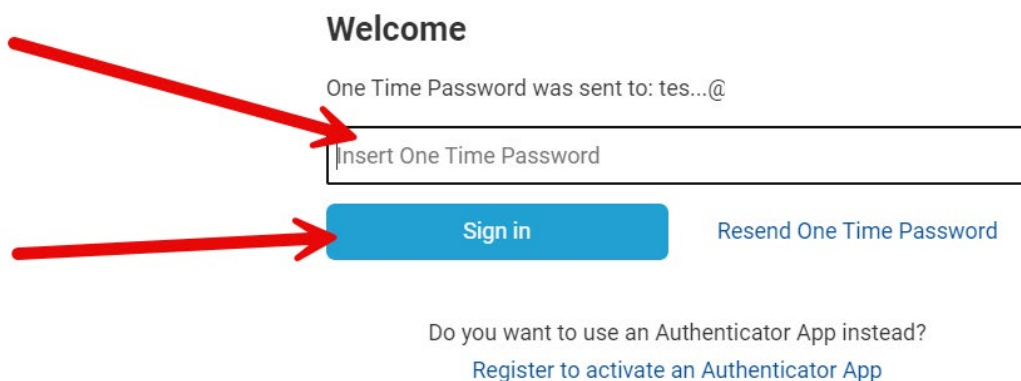 Welcome
One Time Password was sent to: tes...@
Insert One Time Password
Sign in
Resend One Time Password
Do you want to use an Authenticator App instead?
Register to activate an Authenticator App